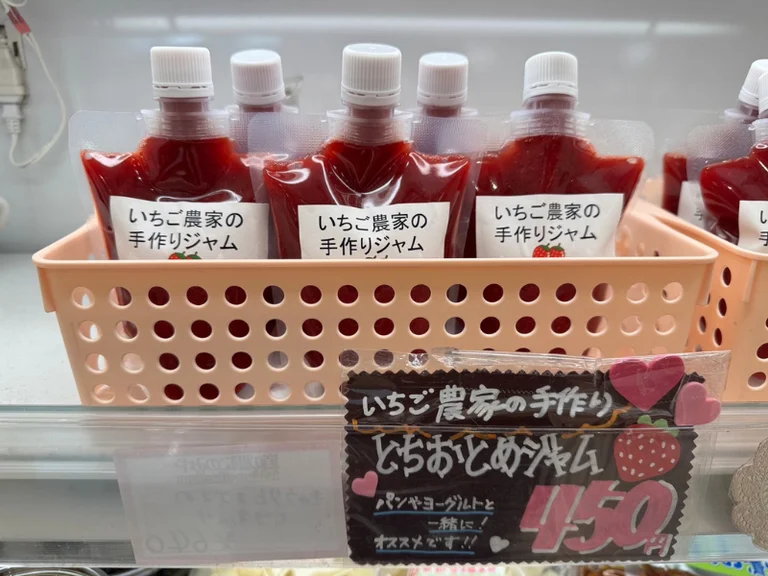 いちご農家の
手作りジャム
いちご農家の
手作りジャム
いちご農家の
手作りジャム
いちご農家の手作り
とちおとめジャム
パンやヨーグルトと
一緒に!
オススメです!!
450円